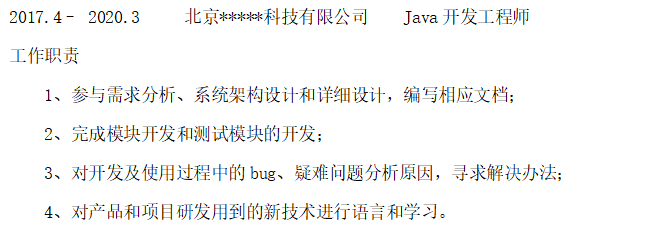 2017.4– 2020.3 北京*****科技有限公司 Java 开发工程师
工作职责
1、参与需求分析、系统架构设计和详细设计，编写相应文档；
2、完成模块开发和测试模块的开发；
3、对开发及使用过程中的 bug、疑难问题分析原因，寻求解决办法；
4、对产品和项目研发用到的新技术进行语言和学习。